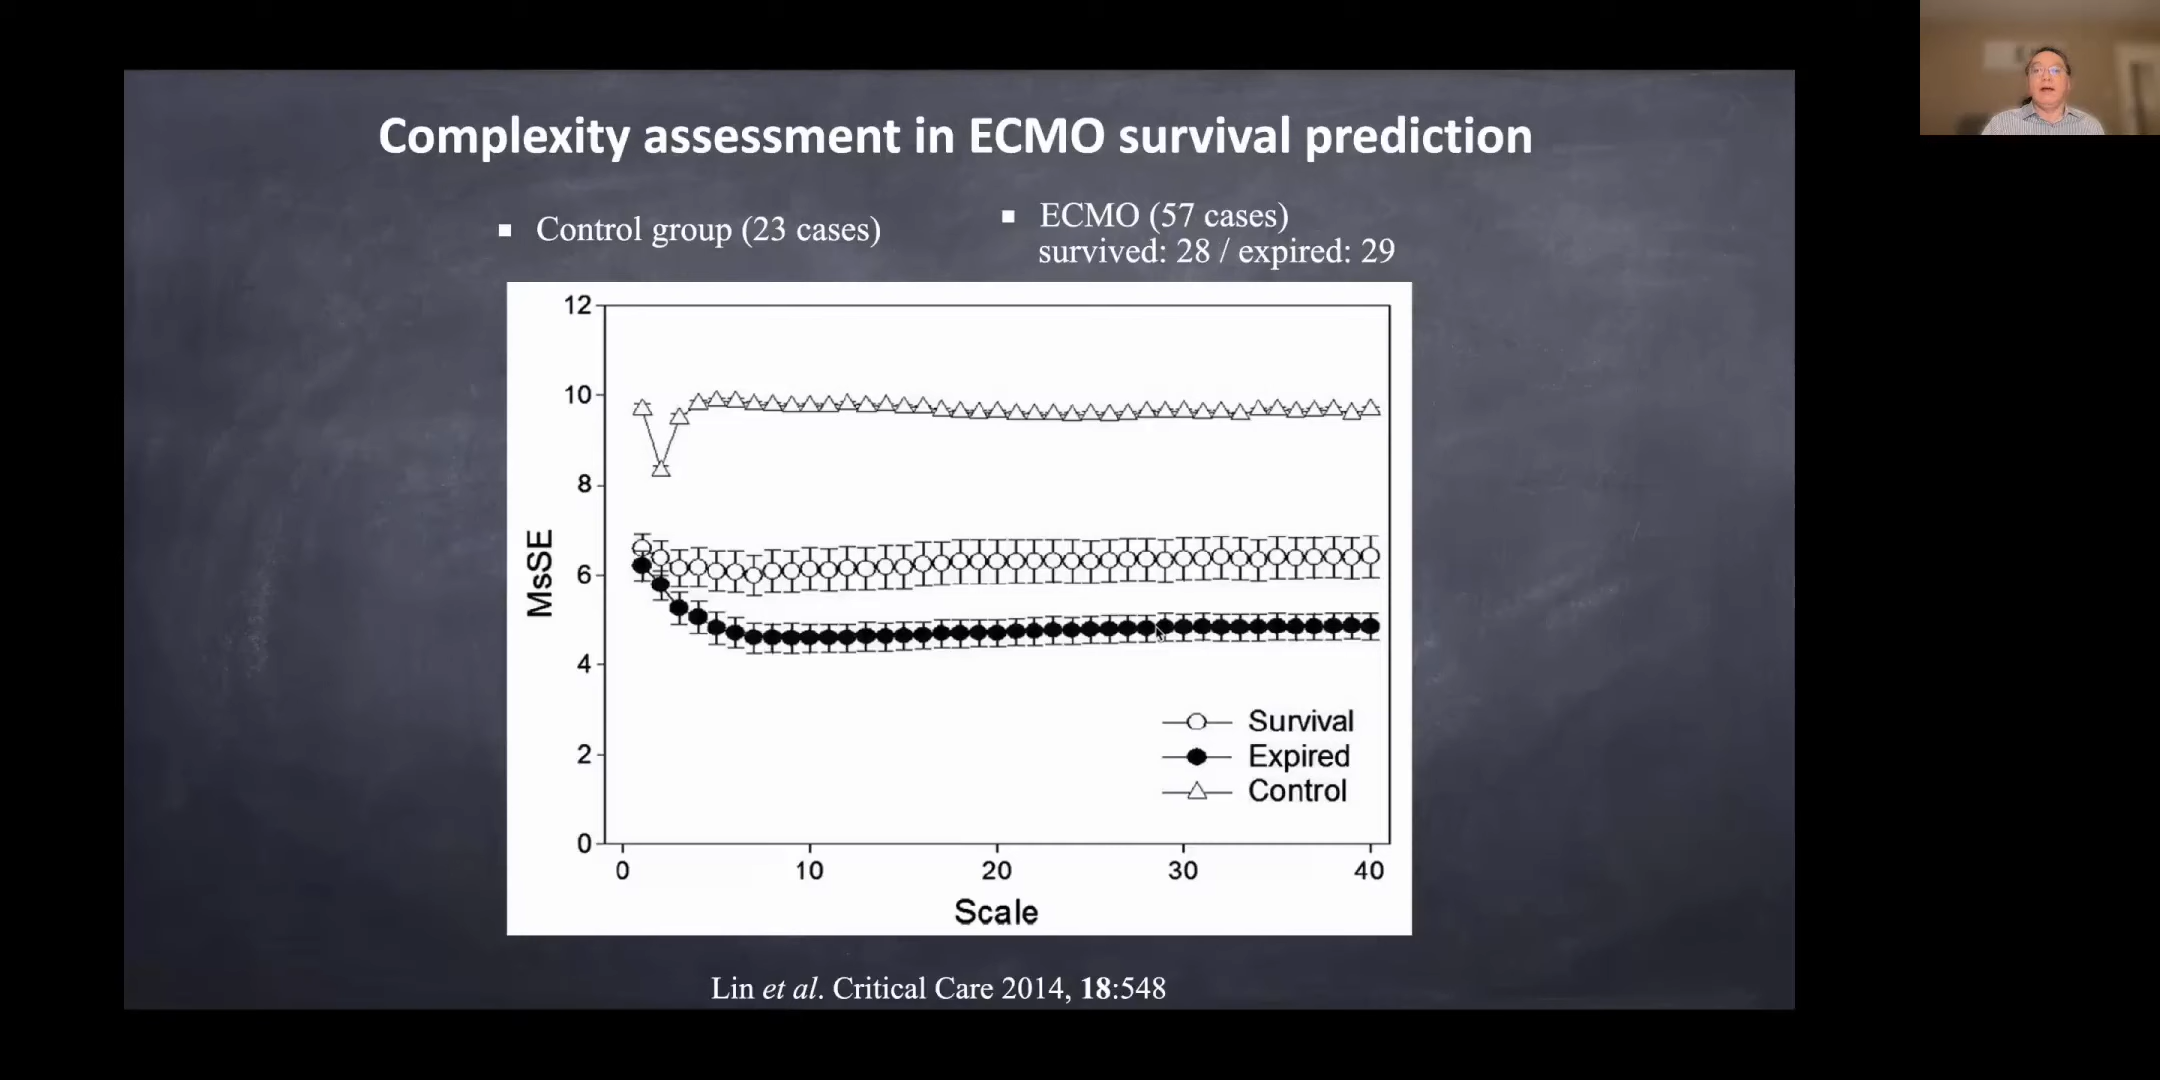 Complexity assessment in ECMO survival prediction
▪ Control group (23 cases)
▪ ECMO (57 cases)
survived: 28 / expired: 29
12
10
8
6
4
2
0
MsSE
0 10 20 30 40
Scale
Survival
Expired
Control
Lin et al. Critical Care 2014, 18:548